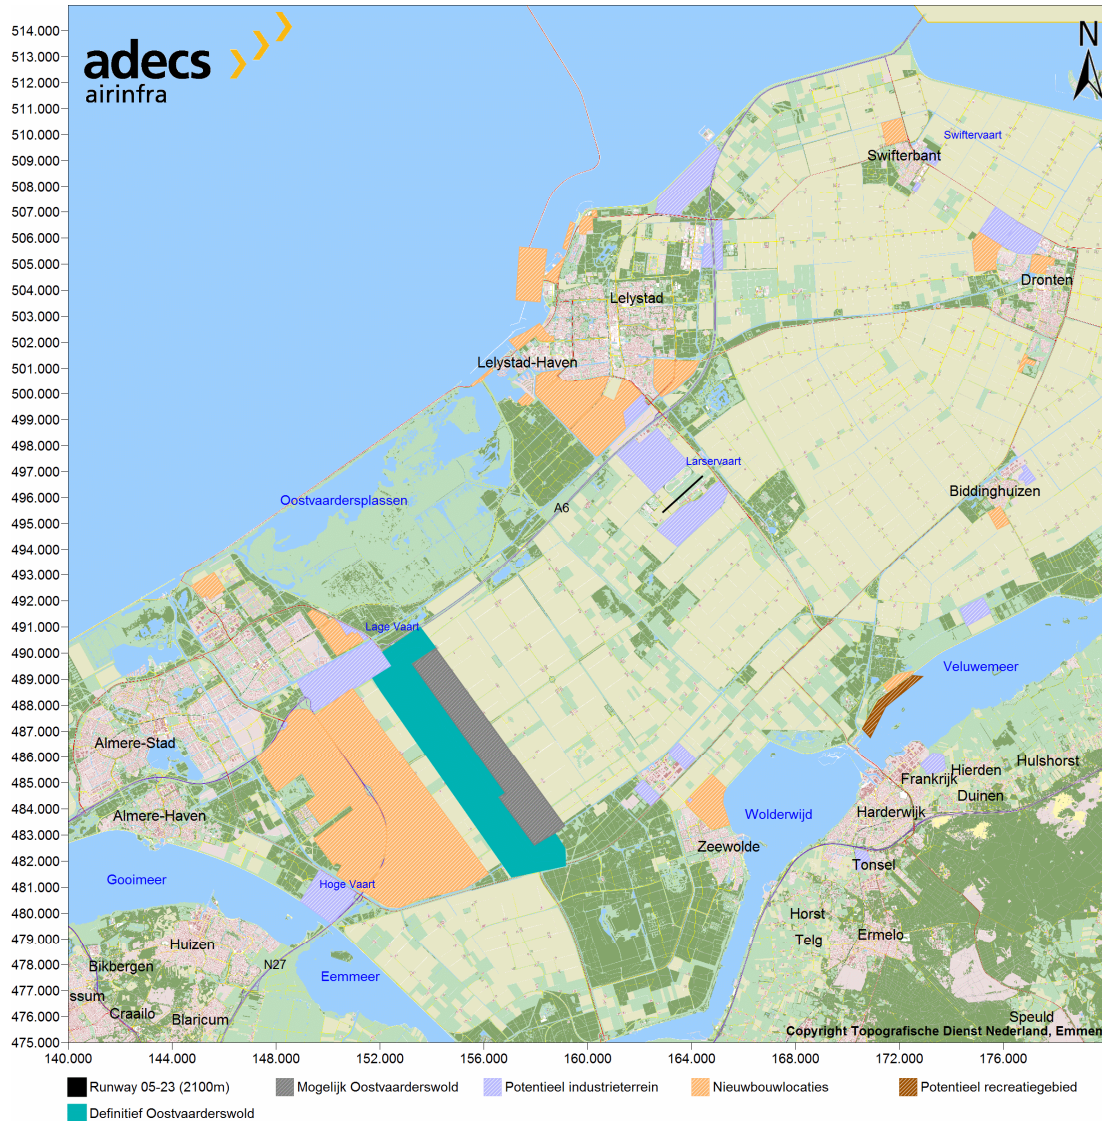 adecs
airinfra
N
514.000
513.000
512.000
511.000
510.000
509.000
508.000
507.000
506.000
505.000
504.000
503.000
502.000
501.000
500.000
499.000
498.000
497.000
496.000
495.000
494.000
493.000
492.000
491.000
490.000
489.000
488.000
487.000
486.000
485.000
484.000
483.000
482.000
481.000
480.000
479.000
478.000
477.000
476.000
475.000
Swiftervaart
Swifterbant
Dronten
Lelystad
Lelystad-Haven
Larservaart
Biddinghuizen
Oostvaardersplassen
A6
Lage Vaart
Veluwemeer
Almere-Stad
Hulshorst
Hierden
Frankrijk
Duinen
Almere-Haven
Wolderwijd
Harderwijk
Zeewolde
Tonsel
Gooimeer
Hoge Vaart
Horst
Telg
Ermelo
Huizen
N27
Bikbergen
Eemmeer
ssum
Craailo
Blaricum
Speuld
Copyright Topografische Dienst Nederland, Emmen
140.000 144.000 148.000 152.000 156.000 160.000 164.000 168.000 172.000 176.000
Runway 05-23 (2100m) Mogelijk Oostvaarderswold Potentieel industrieterrein Nieuwbouwlocaties Potentieel recreatiegebied
Definitief Oostvaarderswold